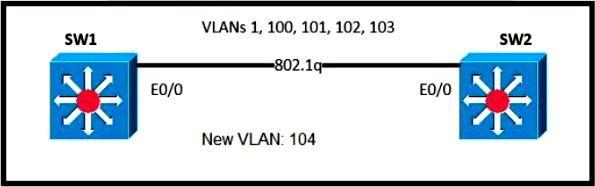 VLANs 1, 100, 101, 102, 103
SW1
SW2
802.1q
E0/0
E0/0
New VLAN: 104